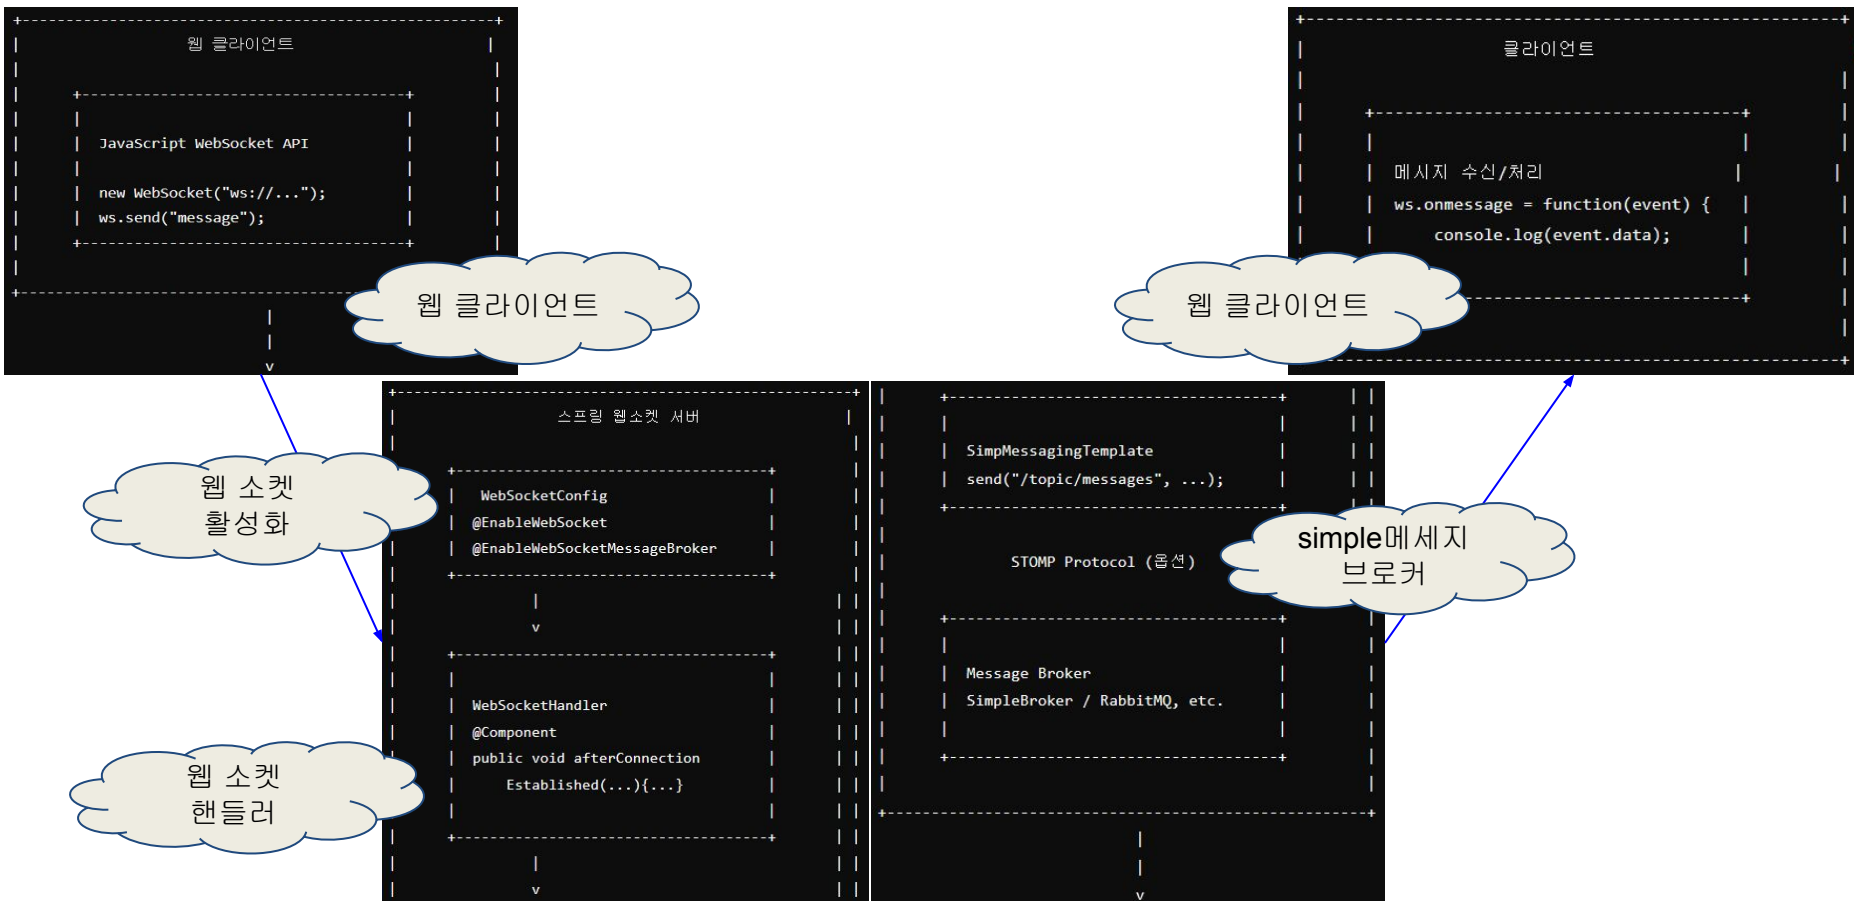 웹 클라이언트
JavaScript WebSocket API
new WebSocket("ws://...");
ws.send("message");
웹 클라이언트
클라이언트
메시지 수신/처리
ws.onmessage = function(event) {
console.log(event.data);
웹 클라이언트
스프링 웹소켓 서버
WebSocketConfig
@EnableWebSocket
@EnableWebSocketMessageBroker
v
WebSocketHandler
@Component
public void afterConnection
Established(...){...}
v
웹 소켓
활성화
웹 소켓
핸들러
SimpMessagingTemplate
send("/topic/messages", ...);
STOMP Protocol (옵션)
Message Broker
SimpleBroker / RabbitMQ, etc.
v
simple메세지
브로커
v